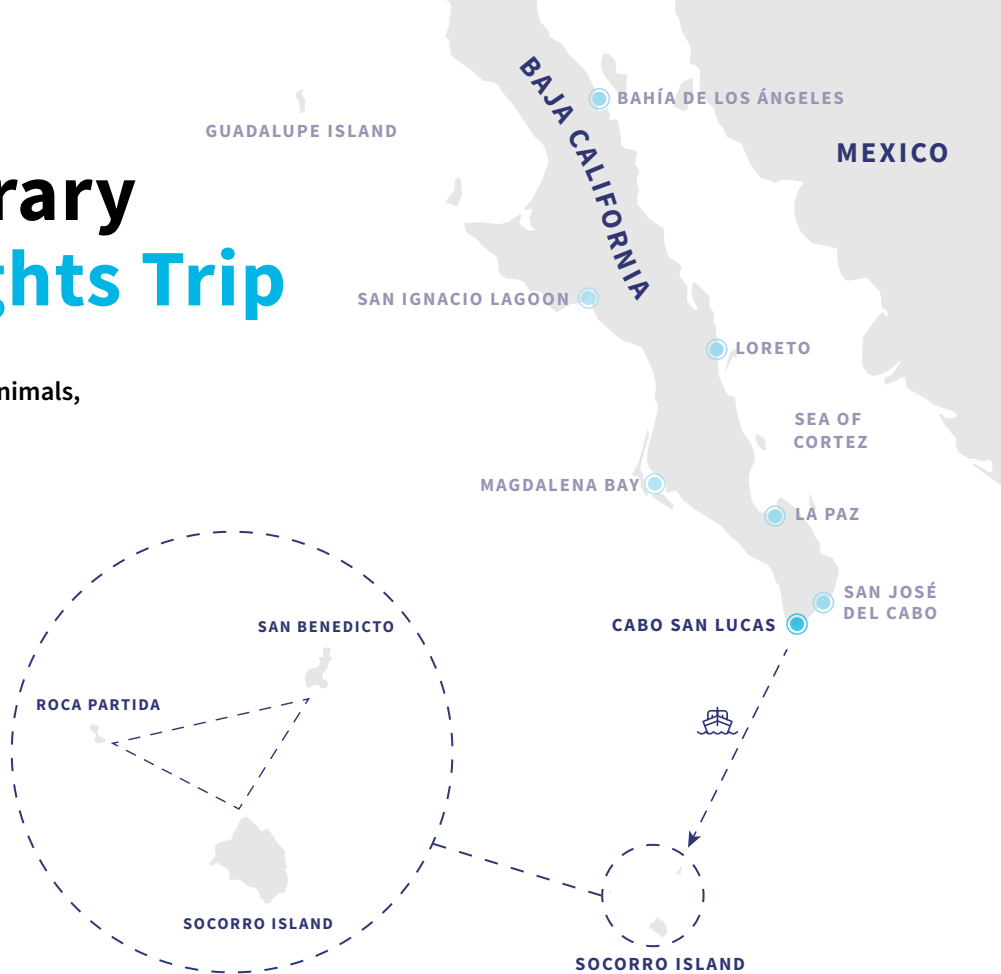 BAJA CALIFORNIA
BAHÍA DE LOS ÁNGELES
GUADALUPE ISLAND
MEXICO
rary
ghts Trip
SAN IGNACIO LAGOON
LORETO
nimals,
SEA OF
CORTEZ
MAGDALENA BAY
LA PAZ
SAN JOSÉ
DEL CABO
CABO SAN LUCAS
SAN BENEDICTO
ROCA PARTIDA
SOCORRO ISLAND
SOCORRO ISLAND